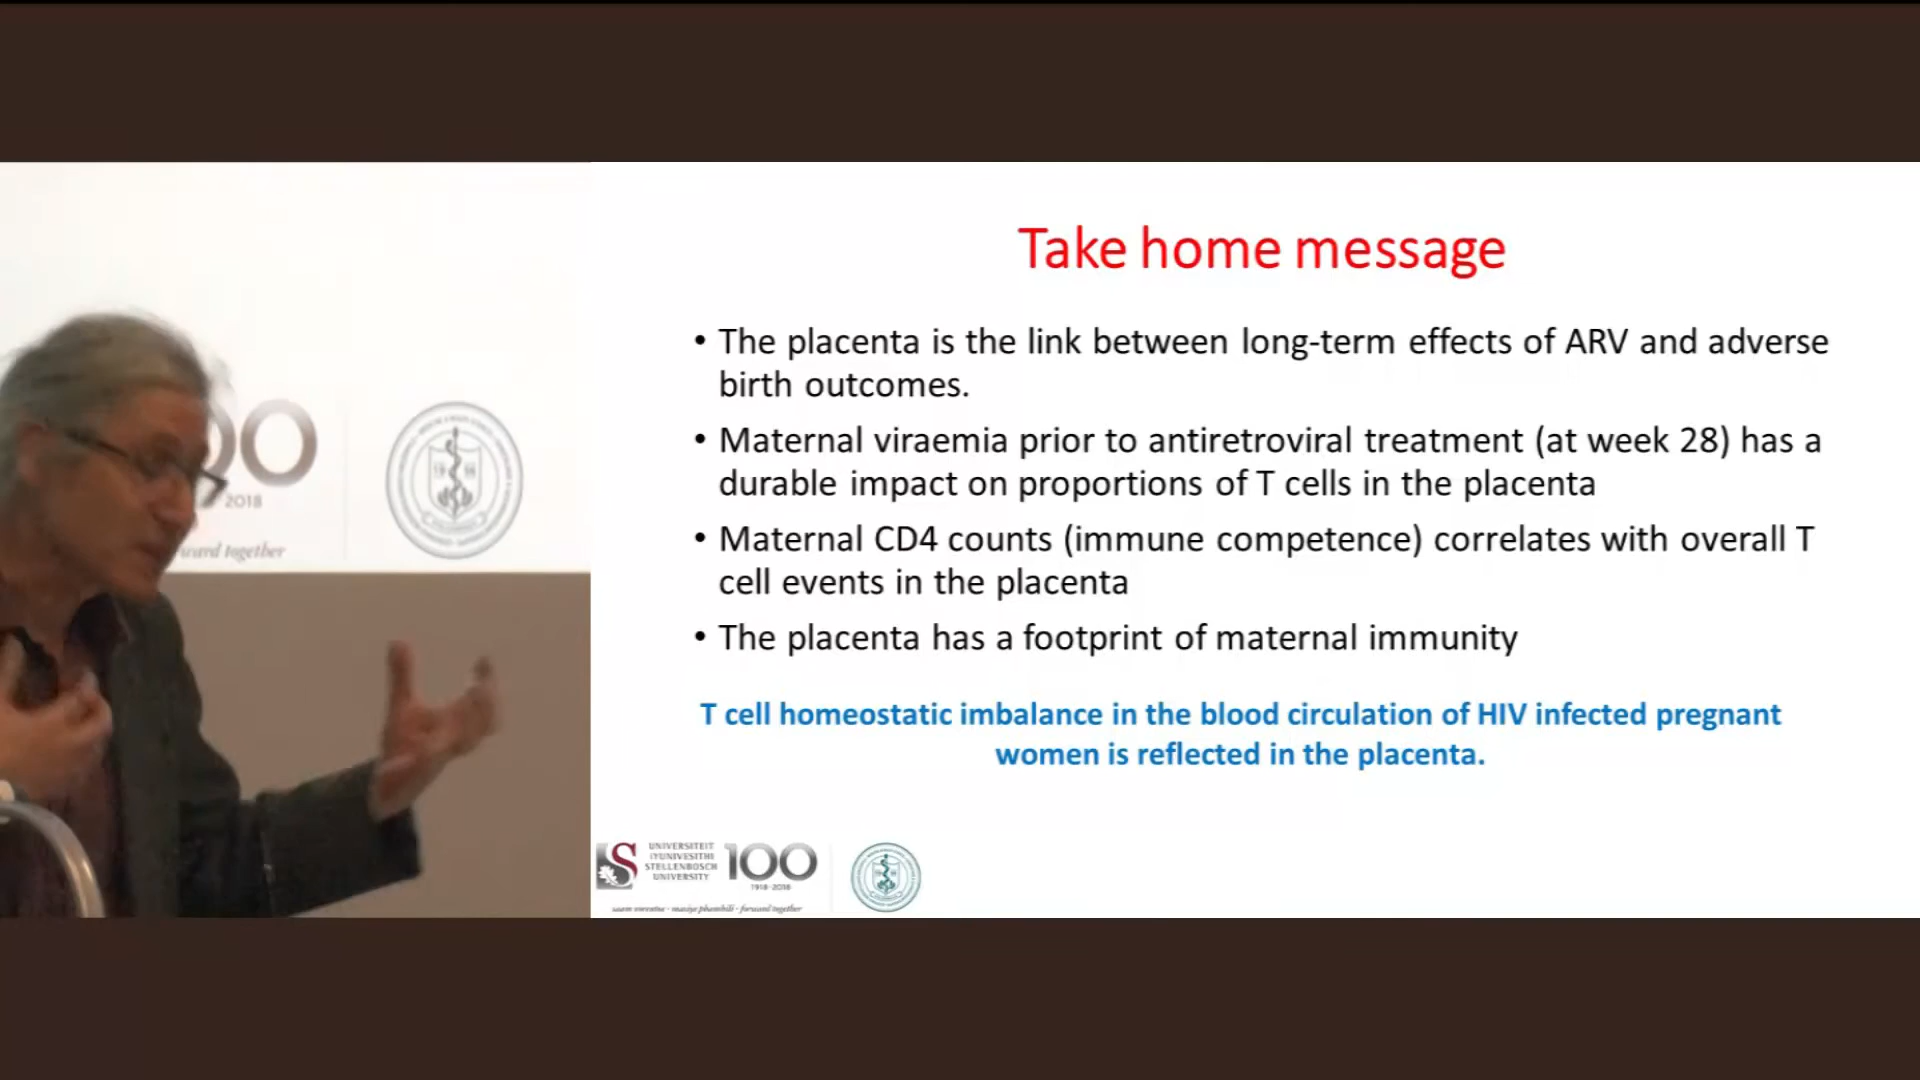 Take home message
• The placenta is the link between long-term effects of ARV and adverse
birth outcomes.
• Maternal viraemia prior to antiretroviral treatment (at week 28) has a
durable impact on proportions of T cells in the placenta
• Maternal CD4 counts (immune competence) correlates with overall T
cell events in the placenta
• The placenta has a footprint of maternal immunity
T cell homeostatic imbalance in the blood circulation of HIV infected pregnant
women is reflected in the placenta.
2018
together
UNIVERSITEIT
IYUNIVESITHI
STELLENBOSCH
UNIVERSITY
100
1918 · 2018
forward together